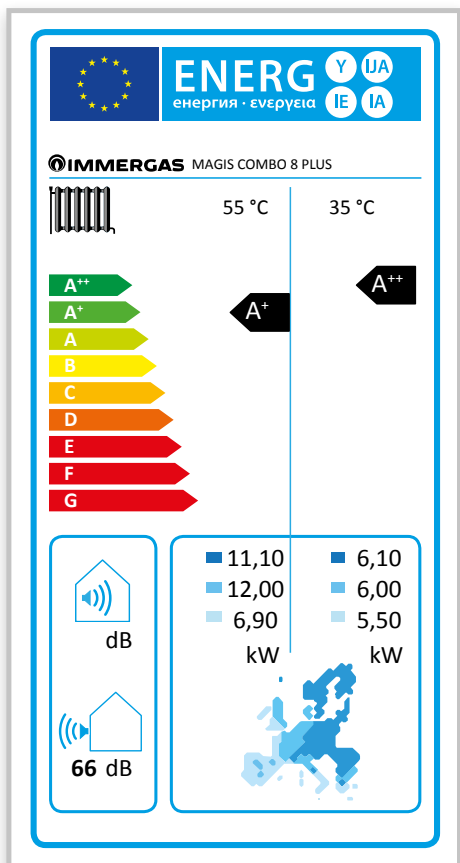 ENERG Y IJA
енергия · ενεργεια IE IA
IMMERGAS MAGIS COMBO 8 PLUS
55 °C 35 °C
A++
A+
A
B
C
D
E
F
G
A+
A++
11,10 6,10
12,00 6,00
6,90 5,50
kW kW
dB
66 dB